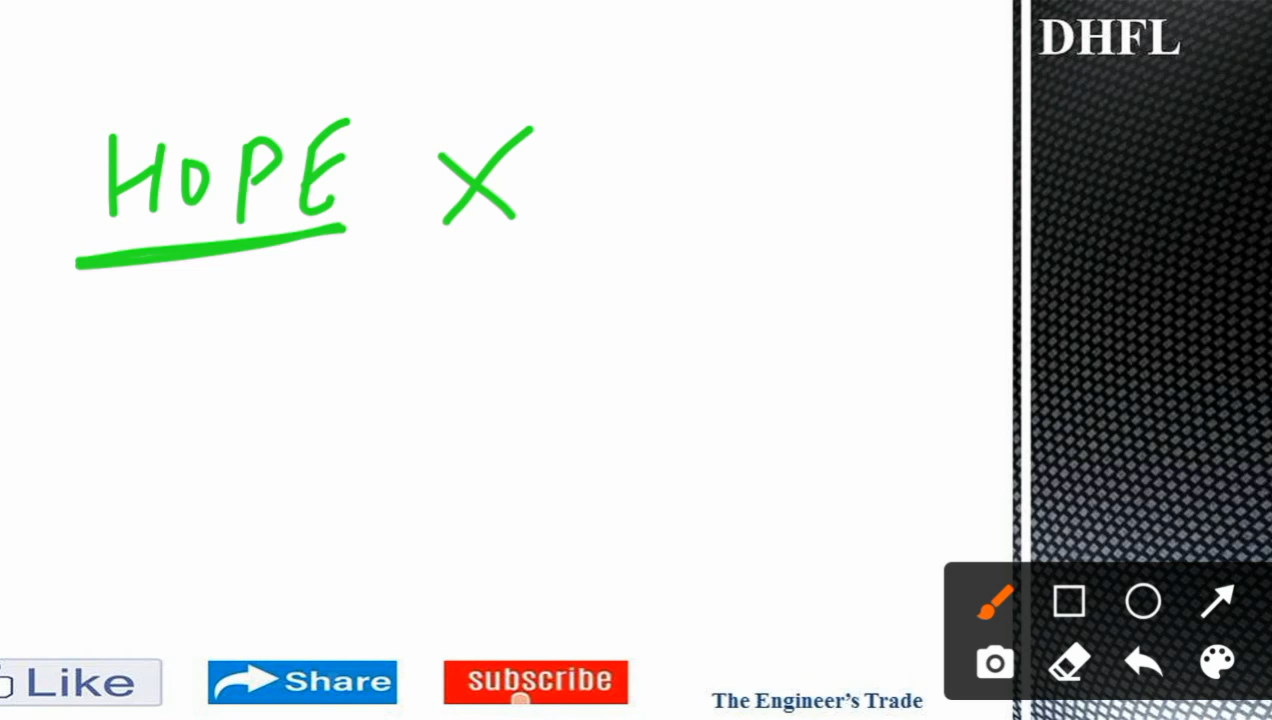 DHFL
HOPE X
Like
Share
subscribe
The Engineer's Trade